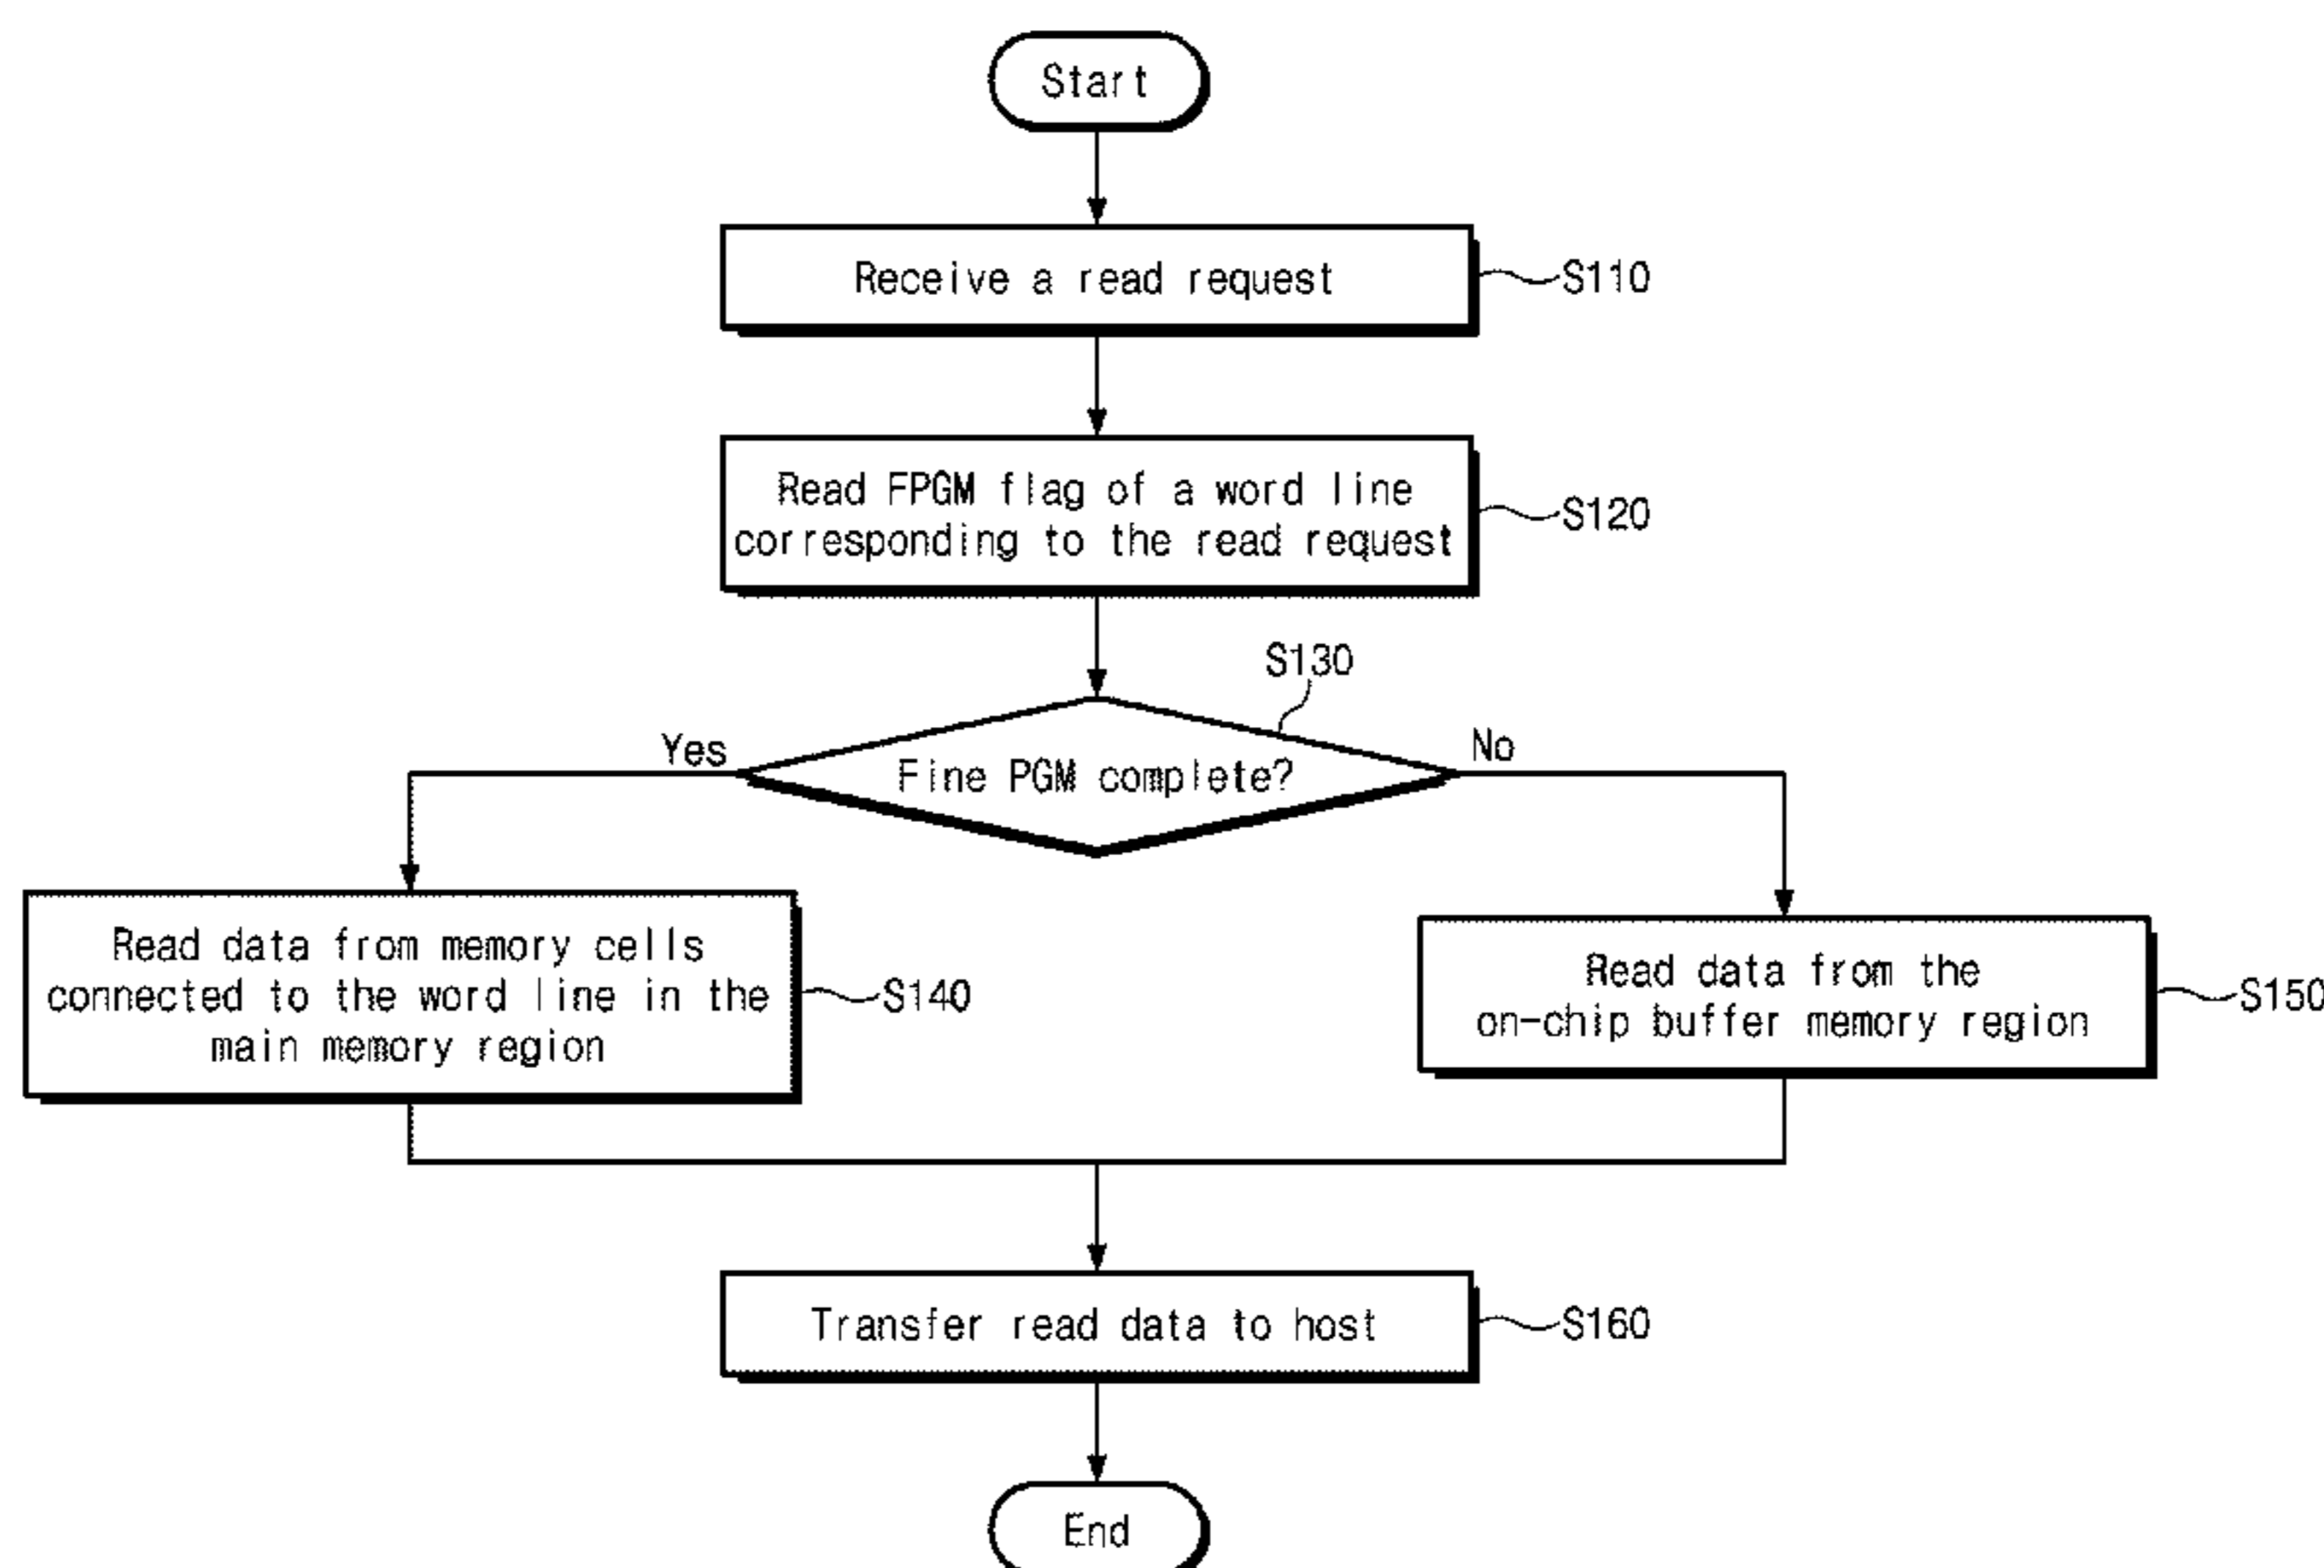 Start
Receive a read request
S110
Read FPGM flag of a word line
corresponding to the read request
S120
S130
Yes
Fine PGM complete?
No
Read data from memory cells
connected to the word line in the
main memory region
S140
Read data from the
on-chip buffer memory region
S150
Transfer read data to host
S160
End